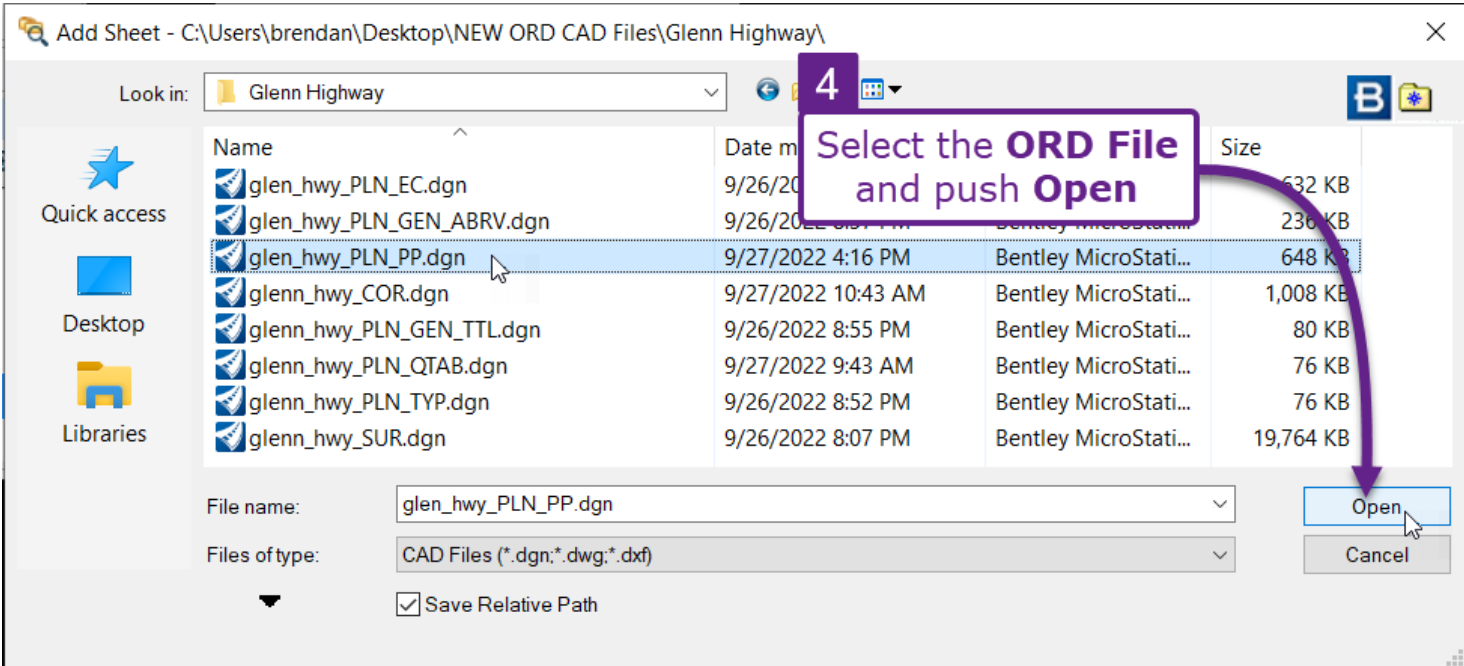 Add Sheet - C:\Users\brendan\Desktop\NEW ORD CAD Files\Glenn Highway\
Look in: Glenn Highway
4
Select the ORD File
and push Open
Name Date m Size
glen_hwy_PLN_EC.dgn 9/26/20 632 KB
glen_hwy_PLN_GEN_ABRV.dgn 9/26/202 236 KB
glen_hwy_PLN_PP.dgn 9/27/2022 4:16 PM Bentley MicroStati... 648 KB
glenn_hwy_COR.dgn 9/27/2022 10:43 AM Bentley MicroStati... 1,008 KB
glenn_hwy_PLN_GEN_TTL.dgn 9/26/2022 8:55 PM Bentley MicroStati... 80 KB
glenn_hwy_PLN_QTAB.dgn 9/27/2022 9:43 AM Bentley MicroStati... 76 KB
glenn_hwy_PLN_TYP.dgn 9/26/2022 8:52 PM Bentley MicroStati... 76 KB
glenn_hwy_SUR.dgn 9/26/2022 8:07 PM Bentley MicroStati... 19,764 KB
Quick access
Desktop
Libraries
File name: glen_hwy_PLN_PP.dgn Open
Files of type: CAD Files (*.dgn;*.dwg;*.dxf) Cancel
Save Relative Path